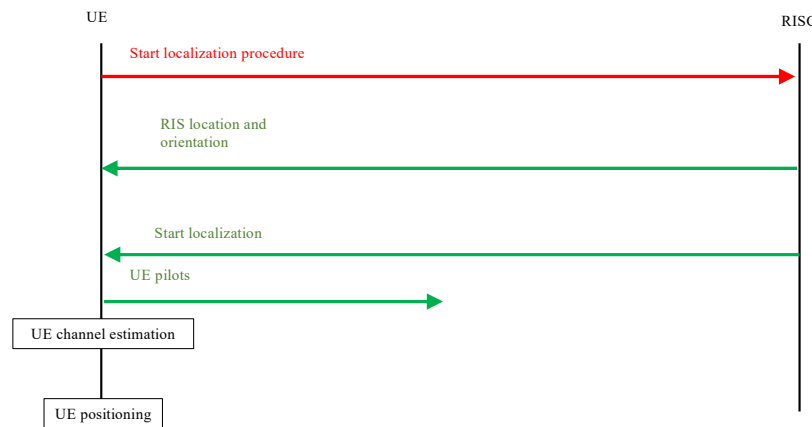 UE
RISC
Start localization procedure
RIS location and
orientation
Start localization
UE pilots
UE channel estimation
UE positioning